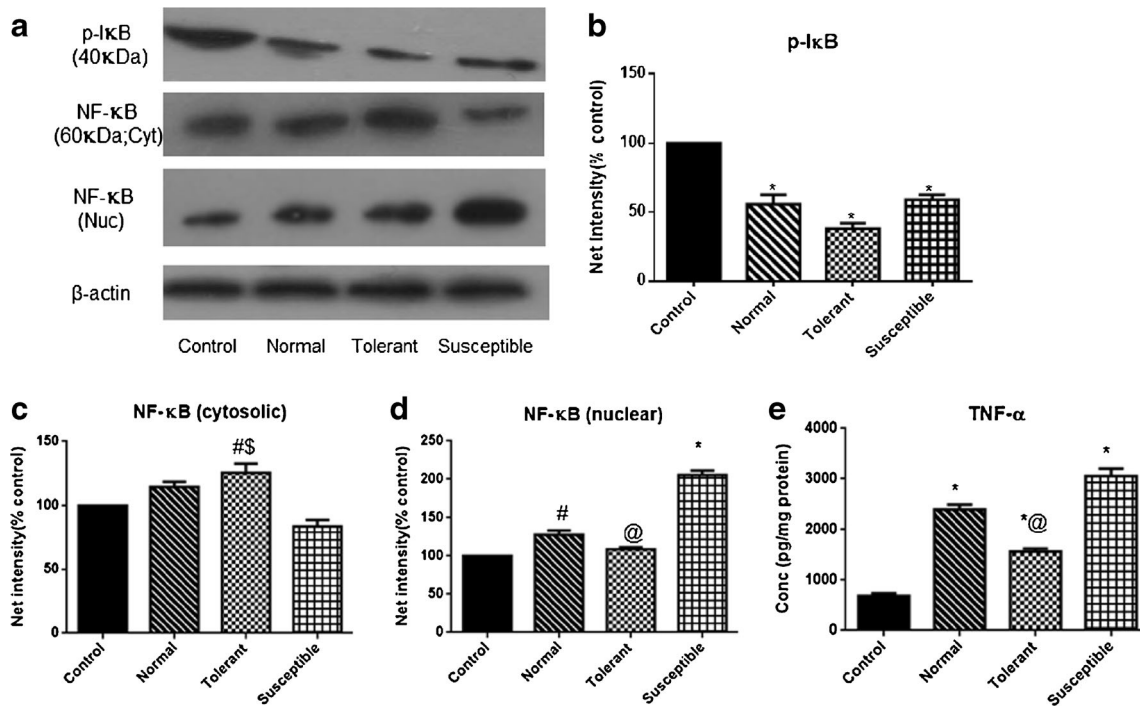 a
p-IκB
(40κDa)
NF-κB
(60κDa;Cyt)
NF-κB
(Nuc)
β-actin
Control Normal Tolerant Susceptible
b
p-IκB
Net Intensity(% control)
150
100
50
0
*
*
*
Control
Normal
Tolerant
Susceptible
c
NF-κB (cytosolic)
Net intensity(% control)
150
100
50
0
#$
Control
Normal
Tolerant
Susceptible
d
NF-κB (nuclear)
Net intensity(% control)
250
200
150
100
50
0
#
@
*
Control
Normal
Tolerant
Susceptible
e
TNF-α
Conc (pg/mg protein)
4000
3000
2000
1000
0
*
*@
*
Control
Normal
Tolerant
Susceptible